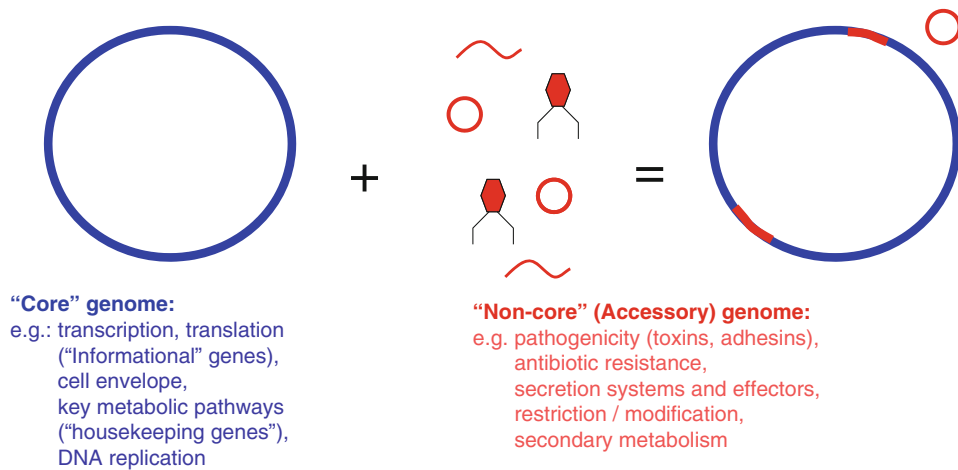 +
=
“Core” genome:
e.g.: transcription, translation
(“Informational” genes),
cell envelope,
key metabolic pathways
(“housekeeping genes”),
DNA replication
“Non-core” (Accessory) genome:
e.g. pathogenicity (toxins, adhesins),
antibiotic resistance,
secretion systems and effectors,
restriction / modification,
secondary metabolism